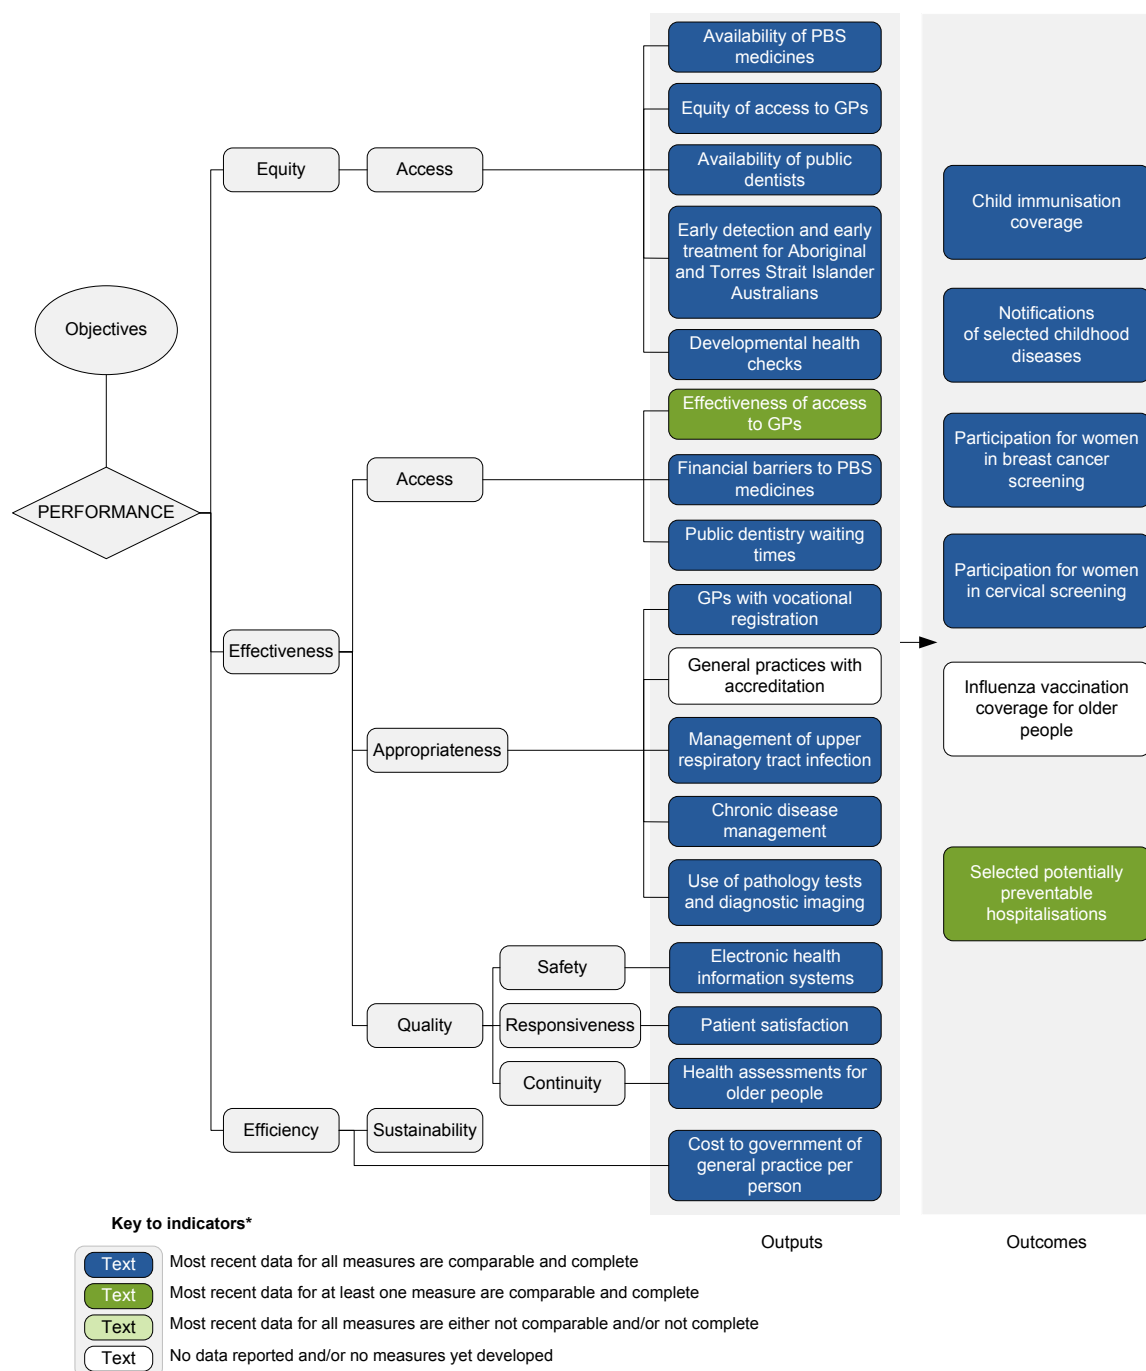 Objectives
PERFORMANCE
Equity
Access
Availability of PBS
medicines
Equity of access to GPs
Availability of public
dentists
Early detection and early
treatment for Aboriginal
and Torres Strait Islander
Australians
Developmental health
checks
Effectiveness
Access
Effectiveness of access
to GPs
Financial barriers to PBS
medicines
Public dentistry waiting
times
Appropriateness
GPs with vocational
registration
General practices with
accreditation
Management of upper
respiratory tract infection
Chronic disease
management
Use of pathology tests
and diagnostic imaging
Quality
Safety
Electronic health
information systems
Responsiveness
Patient satisfaction
Continuity
Health assessments for
older people
Efficiency
Sustainability
Cost to government of
general practice per
person
Outputs
Child immunisation
coverage
Notifications
of selected childhood
diseases
Participation for women
in breast cancer
screening
Participation for women
in cervical screening
Influenza vaccination
coverage for older
people
Selected potentially
preventable
hospitalisations
Outcomes
Key to indicators*
Text Most recent data for all measures are comparable and complete
Text Most recent data for at least one measure are comparable and complete
Text Most recent data for all measures are either not comparable and/or not complete
Text No data reported and/or no measures yet developed